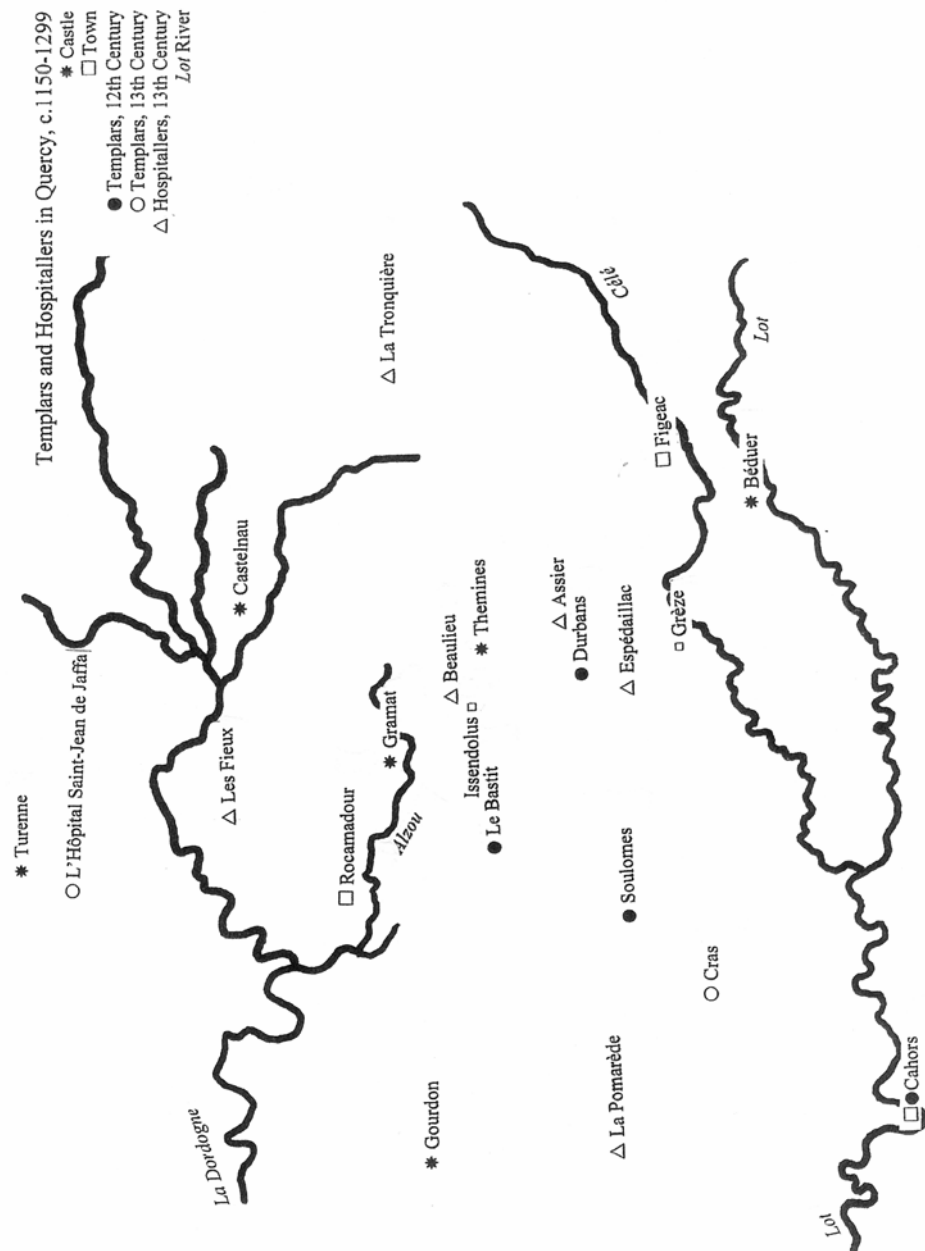 Templars and Hospitallers in Quercy, c.1150-1299
Castle
Town
Templars, 12th Century
Templars, 13th Century
Hospitallers, 13th Century
Lot River
Turenne
L'Hôpital Saint-Jean de Jaffa
La Dordogne
Les Fieux
Castelnau
Rocamadour
Gramat
Alzou
La Tronquière
Gourdon
Beaulieu
Issendolus
Themines
Le Bastit
Assier
Durbans
Célé
La Pomarède
Soulomes
Espédaillac
Figeac
Grèze
Cras
Béduer
Lot
Lot
Cahors